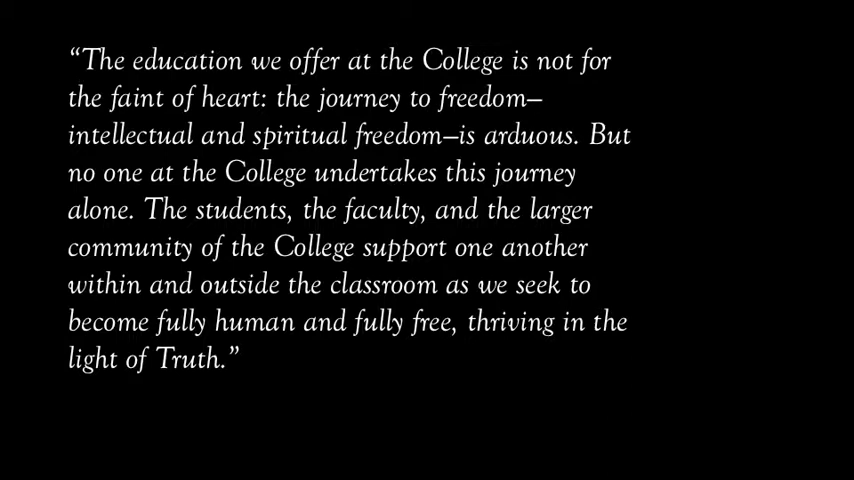 “The education we offer at the College is not for
the faint of heart: the journey to freedom—
intellectual and spiritual freedom—is arduous. But
no one at the College undertakes this journey
alone. The students, the faculty, and the larger
community of the College support one another
within and outside the classroom as we seek to
become fully human and fully free, thriving in the
light of Truth.”